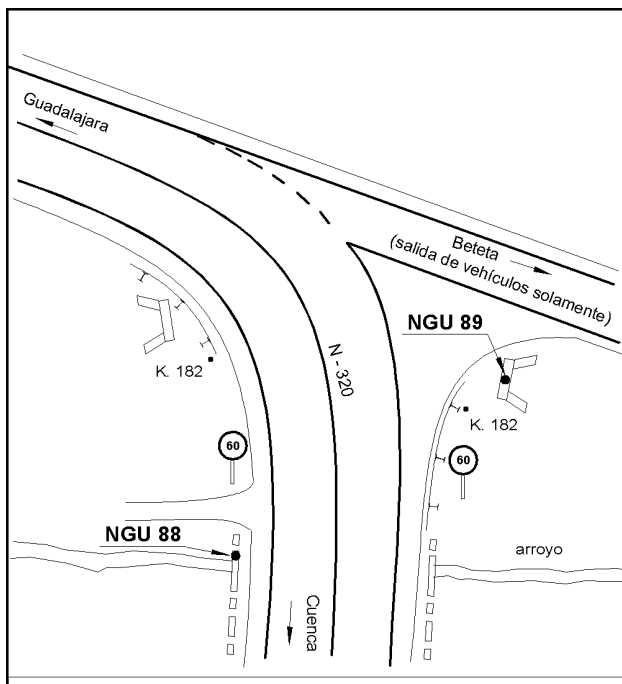 Guadalajara
Beteta
(salida de vehículos solamente)
NGU 89
N - 320
K. 182
K. 182
60
60
NGU 88
arroyo
Cuenca